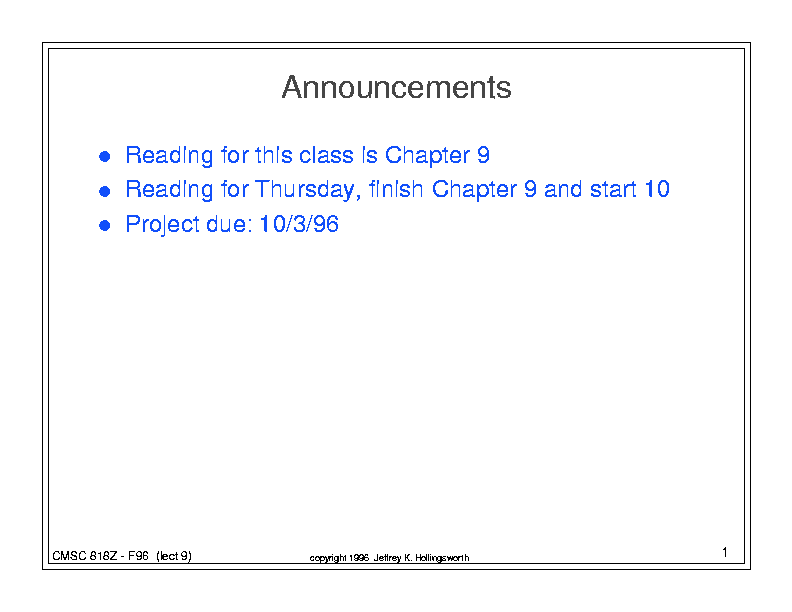 Announcements
● Reading for this class is Chapter 9
● Reading for Thursday, finish Chapter 9 and start 10
● Project due: 10/3/96
CMSC 818Z - F96 (lect 9)
copyright 1996 Jeffrey K. Hollingsworth
1